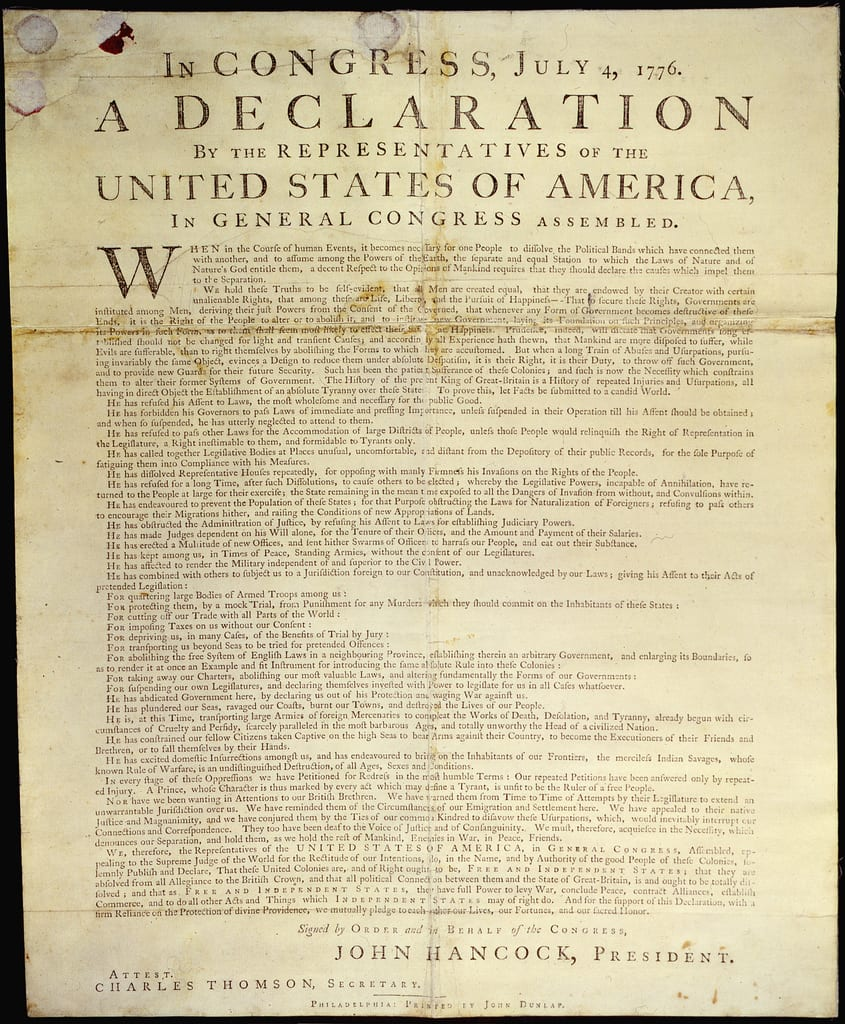 In CONGRESS, July 4, 1776.
A DECLARATION
By the REPRESENTATIVES of the
UNITED STATES OF AMERICA,
In GENERAL CONGRESS assembled.
WHEN in the Courſe of human Events, it becomes neceſſary for one People to diſſolve the Political Bands which have connected them
with another, and to aſſume among the Powers of the Earth, the ſeparate and equal Station to which the Laws of Nature and of
Nature's God entitle them, a decent Reſpect to the Opinions of Mankind requires that they ſhould declare the cauſes which impel them
to the Separation.
We hold theſe Truths to be ſelf-evident, that all Men are created equal, that they are endowed by their Creator with certain
unalienable Rights, that among theſe are Life, Liberty, and the Purſuit of Happineſs--That to ſecure theſe Rights, Governments are
inſtituted among Men, deriving their juſt Powers from the Conſent of the Governed, that whenever any Form of Government becomes deſtructive of theſe
Ends, it is the Right of the People to alter or to aboliſh it, and to inſtitute new Government, laying its Foundation on ſuch Principles, and organizing
its Powers in ſuch Form, as to them ſhall ſeem moſt likely to effect their Safety and Happineſs. Prudence, indeed, will dictate that Governments long eſ-
tabliſhed ſhould not be changed for light and tranſient Cauſes; and accordingly all Experience hath ſhewn, that Mankind are more diſpoſed to ſuffer, while
Evils are ſufferable, than to right themſelves by aboliſhing the Forms to which they are accuſtomed. But when a long Train of Abuſes and Uſurpations, purſu-
ing invariably the ſame Object, evinces a Deſign to reduce them under abſolute Deſpotiſm, it is their Right, it is their Duty, to throw off ſuch Government,
and to provide new Guards for their future Security. Such has been the patient Sufferance of theſe Colonies; and ſuch is now the Neceſſity which conſtrains
them to alter their former Syſtems of Government. The Hiſtory of the preſent King of Great-Britain is a Hiſtory of repeated Injuries and Uſurpations, all
having in direct Object the Eſtabliſhment of an abſolute Tyranny over theſe States. To prove this, let Facts be ſubmitted to a candid World.
He has refuſed his Aſſent to Laws, the moſt wholeſome and neceſſary for the public Good.
He has forbidden his Governors to paſs Laws of immediate and preſſing Importance, unleſs ſuſpended in their Operation till his Aſſent ſhould be obtained;
and when ſo ſuſpended, he has utterly neglected to attend to them.
He has refuſed to paſs other Laws for the Accommodation of large Diſtricts of People, unleſs thoſe People would relinquiſh the Right of Repreſentation in
the Legiſlature, a Right ineſtimable to them, and formidable to Tyrants only.
He has called together Legiſlative Bodies at Places unuſual, uncomfortable, and diſtant from the Depoſitory of their public Records, for the ſole Purpoſe of
fatiguing them into Compliance with his Meaſures.
He has diſſolved Repreſentative Houſes repeatedly, for oppoſing with manly Firmneſs his Invaſions on the Rights of the People.
He has refuſed for a long Time, after ſuch Diſſolutions, to cauſe others to be elected; whereby the Legiſlative Powers, incapable of Annihilation, have re-
turned to the People at large for their exerciſe; the State remaining in the mean time expoſed to all the Dangers of Invaſion from without, and Convulſions within.
He has endeavoured to prevent the Population of theſe States; for that Purpoſe obſtructing the Laws for Naturalization of Foreigners; refuſing to paſs others
to encourage their Migrations hither, and raiſing the Conditions of new Appropriations of Lands.
He has obſtructed the Adminiſtration of Juſtice, by refuſing his Aſſent to Laws for eſtabliſhing Judiciary Powers.
He has made Judges dependent on his Will alone, for the Tenure of their Offices, and the Amount and Payment of their Salaries.
He has erected a Multitude of new Offices, and ſent hither Swarms of Officers to harraſs our People, and eat out their Subſtance.
He has kept among us, in Times of Peace, Standing Armies, without the conſent of our Legiſlatures.
He has affected to render the Military independent of and ſuperior to the Civil Power.
He has combined with others to ſubject us to a Juriſdiction foreign to our Conſtitution, and unacknowledged by our Laws; giving his Aſſent to their Acts of
pretended Legiſlation:
For quartering large Bodies of Armed Troops among us:
For protecting them, by a mock Trial, from Puniſhment for any Murders which they ſhould commit on the Inhabitants of theſe States:
For cutting off our Trade with all Parts of the World:
For impoſing Taxes on us without our Conſent:
For depriving us, in many Caſes, of the Benefits of Trial by Jury:
For tranſporting us beyond Seas to be tried for pretended Offences:
For aboliſhing the free Syſtem of Engliſh Laws in a neighbouring Province, eſtabliſhing therein an arbitrary Government, and enlarging its Boundaries, ſo
as to render it at once an Example and fit Inſtrument for introducing the ſame abſolute Rule into theſe Colonies:
For taking away our Charters, aboliſhing our moſt valuable Laws, and altering fundamentally the Forms of our Governments:
For ſuſpending our own Legiſlatures, and declaring themſelves inveſted with Power to legiſlate for us in all Caſes whatſoever.
He has abdicated Government here, by declaring us out of his Protection and waging War againſt us.
He has plundered our Seas, ravaged our Coaſts, burnt our Towns, and deſtroyed the Lives of our People.
He is, at this Time, tranſporting large Armies of foreign Mercenaries to compleat the Works of Death, Deſolation, and Tyranny, already begun with cir-
cumſtances of Cruelty and Perfidy, ſcarcely paralleled in the moſt barbarous Ages, and totally unworthy the Head of a civilized Nation.
He has conſtrained our fellow Citizens taken Captive on the high Seas to bear Arms againſt their Country, to become the Executioners of their Friends and
Brethren, or to fall themſelves by their Hands.
He has excited domeſtic Inſurrections amongſt us, and has endeavoured to bring on the Inhabitants of our Frontiers, the mercileſs Indian Savages, whoſe
known Rule of Warfare, is an undiſtinguiſhed Deſtruction, of all Ages, Sexes and Conditions.
In every ſtage of theſe Oppreſſions we have Petitioned for Redreſs in the moſt humble Terms: Our repeated Petitions have been anſwered only by repeat-
ed Injury. A Prince, whoſe Character is thus marked by every act which may define a Tyrant, is unfit to be the Ruler of a free People.
Nor have we been wanting in Attentions to our Britiſh Brethren. We have warned them from Time to Time of Attempts by their Legiſlature to extend an
unwarrantable Juriſdiction over us. We have reminded them of the Circumſtances of our Emigration and Settlement here. We have appealed to their native
Juſtice and Magnanimity, and we have conjured them by the Ties of our common Kindred to diſavow theſe Uſurpations, which, would inevitably interrupt our
Connections and Correſpondence. They too have been deaf to the Voice of Juſtice and of Conſanguinity. We muſt, therefore, acquieſce in the Neceſſity, which
denounces our Separation, and hold them, as we hold the reſt of Mankind, Enemies in War, in Peace, Friends.
We, therefore, the Repreſentatives of the UNITED STATES OF AMERICA, in General Congress, Aſſembled, ap-
pealing to the Supreme Judge of the World for the Rectitude of our Intentions, do, in the Name, and by Authority of the good People of theſe Colonies, ſo-
lemnly Publiſh and Declare, That theſe United Colonies are, and of Right ought to be, Free and Independent States; that they are
abſolved from all Allegiance to the Britiſh Crown, and that all political Connection between them and the State of Great-Britain, is and ought to be totally diſ-
ſolved; and that as Free and Independent States, they have full Power to levy War, conclude Peace, contract Alliances, eſtabliſh
Commerce, and to do all other Acts and Things which Independent States may of right do. And for the ſupport of this Declaration, with a
firm Reliance on the Protection of divine Providence, we mutually pledge to each other our Lives, our Fortunes, and our ſacred Honor.
Signed by Order and in Behalf of the Congress,
JOHN HANCOCK, President.
Attest.
CHARLES THOMSON, Secretary.
Philadelphia: Printed by John Dunlap.